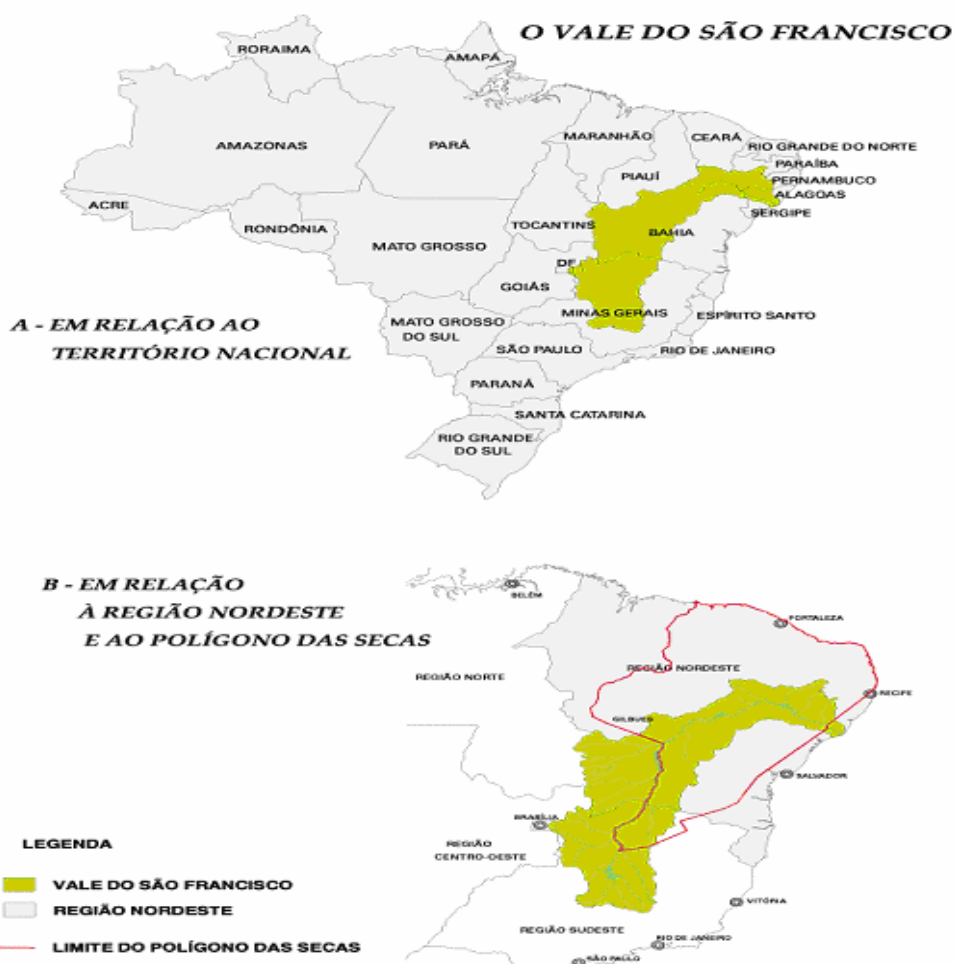 O VALE DO SÃO FRANCISCO
RORAIMA
AMAPÁ
AMAZONAS
PARÁ
MARANHÃO
CEARÁ
RIO GRANDE DO NORTE
PARAÍBA
PIAUÍ
PERNAMBUCO
ALAGOAS
SERGIPE
ACRE
RONDÔNIA
TOCANTINS
BAHIA
MATO GROSSO
DF
GOIÁS
MINAS GERAIS
ESPÍRITO SANTO
MATO GROSSO
DO SUL
SÃO PAULO
RIO DE JANEIRO
PARANÁ
SANTA CATARINA
RIO GRANDE
DO SUL
A - EM RELAÇÃO AO
TERRITÓRIO NACIONAL
B - EM RELAÇÃO
À REGIÃO NORDESTE
E AO POLÍGONO DAS SECAS
BELÉM
FORTALEZA
REGIÃO NORDESTE
REGIÃO NORTE
RECIFE
GILBUÉS
SALVADOR
BRASÍLIA
REGIÃO
CENTRO-OESTE
VITÓRIA
REGIÃO SUDESTE
RIO DE JANEIRO
SÃO PAULO
LEGENDA
VALE DO SÃO FRANCISCO
REGIÃO NORDESTE
LIMITE DO POLÍGONO DAS SECAS